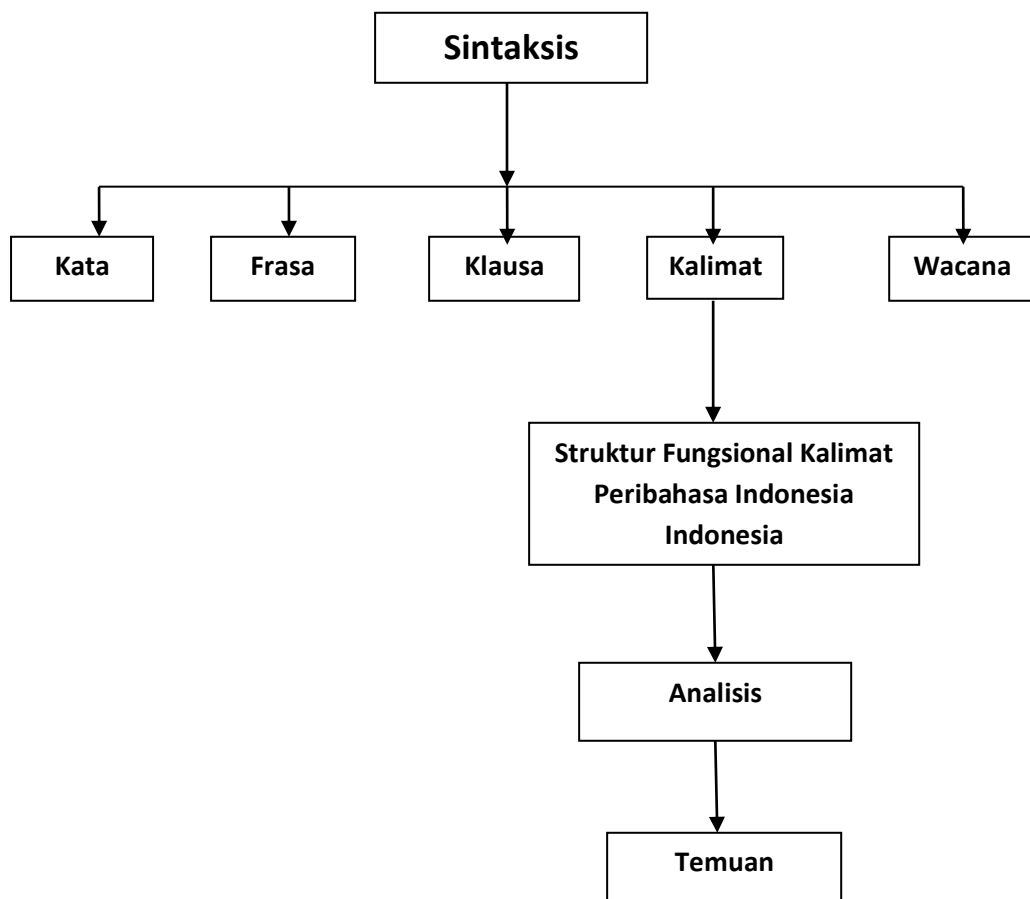 Sintaksis
Kata
Frasa
Klausa
Kalimat
Wacana
Struktur Fungsional Kalimat
Peribahasa Indonesia
Indonesia
Analisis
Temuan